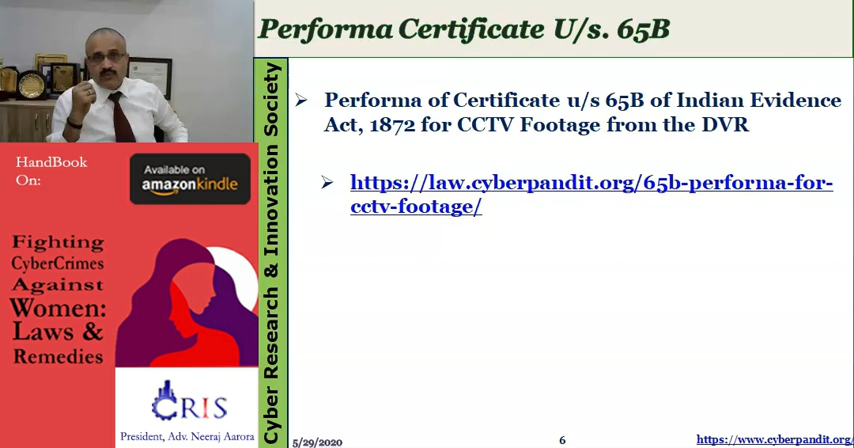 Performa Certificate U/s. 65B
Performa of Certificate u/s 65B of Indian Evidence
Act, 1872 for CCTV Footage from the DVR
https://law.cyberpandit.org/65b-performa-for-
cctv-footage/
Cyber Research & Innovation Society
HandBook
On:
Available on
amazonkindle
Fighting
CyberCrimes
Against
Women:
Laws &
Remedies
CRIS
President, Adv. Neeraj Aarora
5/29/2020
6
https://www.cyberpandit.org/